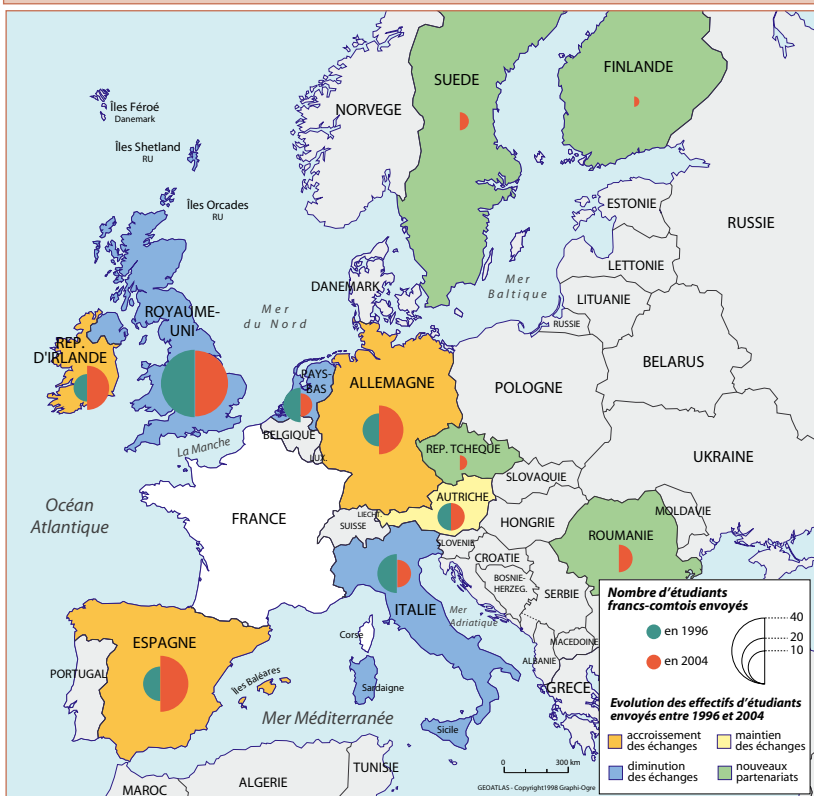 SUEDE
FINLANDE
NORVEGE
Îles Féroé
Danemark
Îles Shetland
RU
Îles Orcades
RU
ESTONIE
RUSSIE
LETTONIE
Mer
Baltique
DANEMARK
LITUANIE
RUSSIE
Mer
du Nord
ROYAUME-
UNI
REP.
D'IRLANDE
PAYS-
BAS
ALLEMAGNE
POLOGNE
BELARUS
La Manche
BELGIQUE
LUX.
REP. TCHEQUE
UKRAINE
SLOVAQUIE
Océan
Atlantique
FRANCE
LIECHT.
SUISSE
AUTRICHE
HONGRIE
MOLDAVIE
ROUMANIE
SLOVENIE
CROATIE
BOSNIE-
HERZEG.
SERBIE
ITALIE
Mer
Adriatique
Corse
MACEDOINE
ALBANIE
GRECE
ESPAGNE
PORTUGAL
Îles Baléares
Sardaigne
Mer Méditerranée
Sicile
MAROC
ALGERIE
TUNISIE
0 300 km
GEOATLAS - Copyright1998 Graphi-Ogre
Nombre d'étudiants
francs-comtois envoyés
en 1996
en 2004
40
20
10
Evolution des effectifs d'étudiants
envoyés entre 1996 et 2004
accroissement
des échanges
maintien
des échanges
diminution
des échanges
nouveaux
partenariats